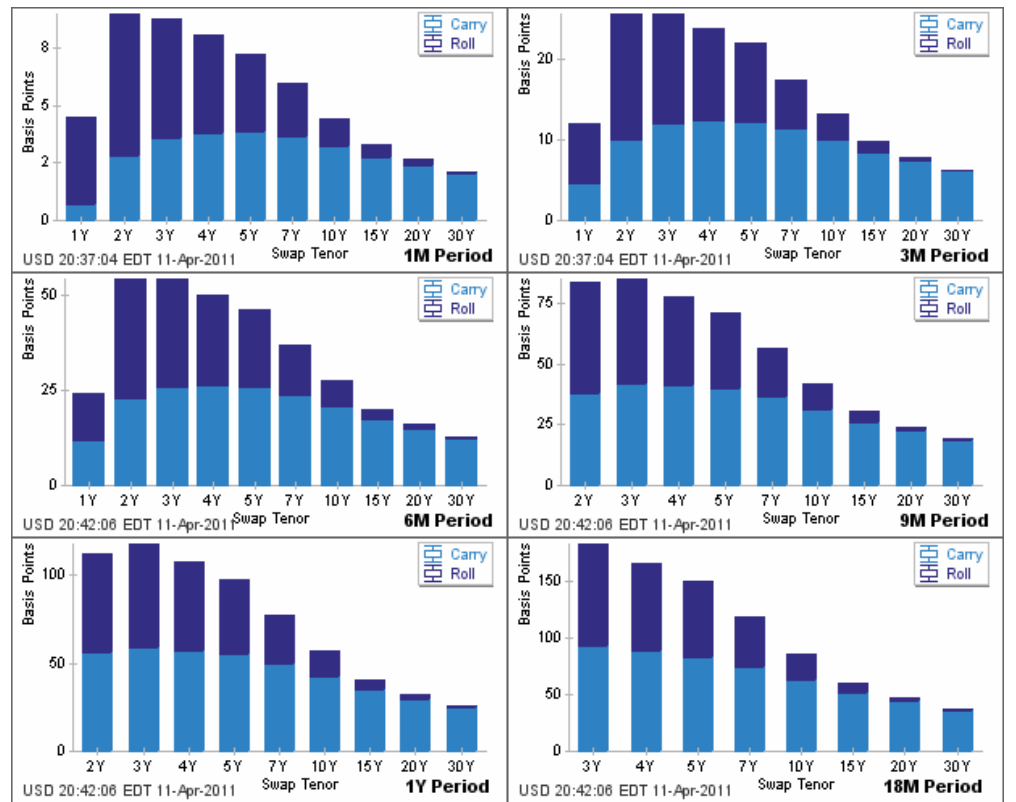 Basis Points
8
5
2
0
Carry
Roll
1Y 2Y 3Y 4Y 5Y 7Y 10Y 15Y 20Y 30Y
Swap Tenor
USD 20:37:04 EDT 11-Apr-2011
1M Period
Basis Points
20
10
0
Carry
Roll
1Y 2Y 3Y 4Y 5Y 7Y 10Y 15Y 20Y 30Y
Swap Tenor
USD 20:37:04 EDT 11-Apr-2011
3M Period
Basis Points
50
25
0
Carry
Roll
1Y 2Y 3Y 4Y 5Y 7Y 10Y 15Y 20Y 30Y
Swap Tenor
USD 20:42:06 EDT 11-Apr-2011
6M Period
Basis Points
75
50
25
0
Carry
Roll
2Y 3Y 4Y 5Y 7Y 10Y 15Y 20Y 30Y
Swap Tenor
USD 20:42:06 EDT 11-Apr-2011
9M Period
Basis Points
100
50
0
Carry
Roll
2Y 3Y 4Y 5Y 7Y 10Y 15Y 20Y 30Y
Swap Tenor
USD 20:42:06 EDT 11-Apr-2011
1Y Period
Basis Points
150
100
50
0
Carry
Roll
3Y 4Y 5Y 7Y 10Y 15Y 20Y 30Y
Swap Tenor
USD 20:42:06 EDT 11-Apr-2011
18M Period